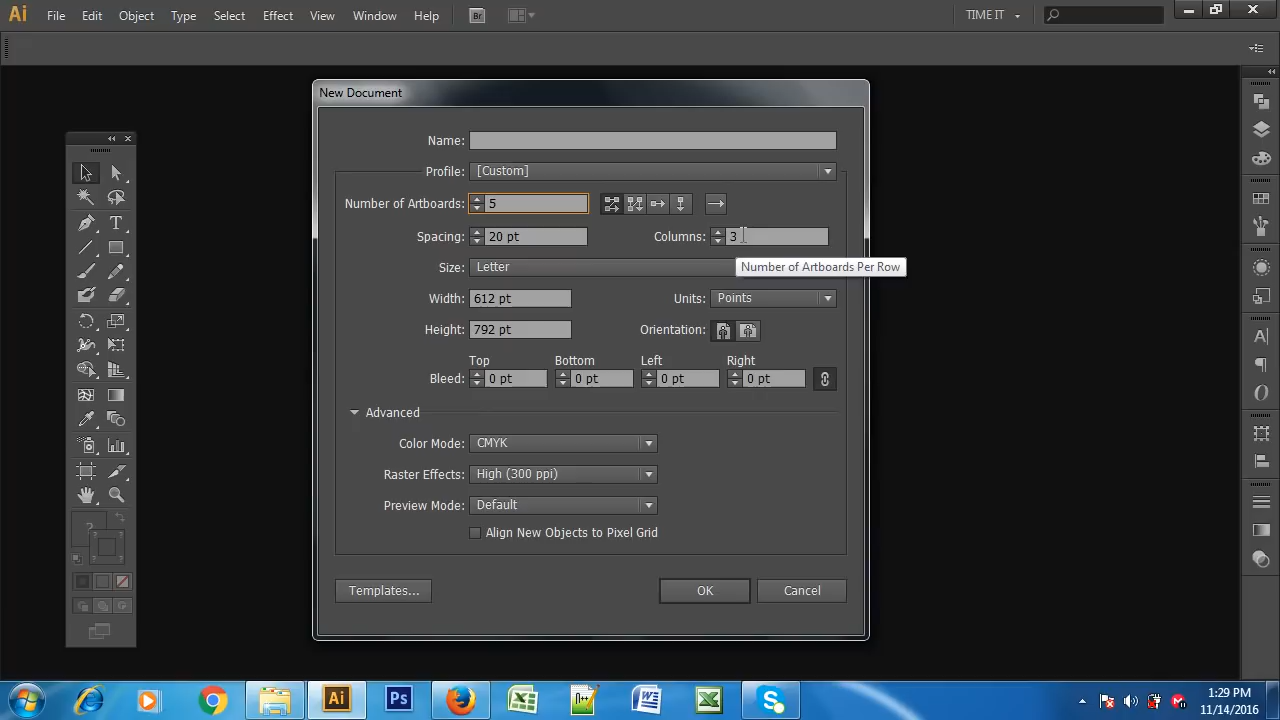 Ai File Edit Object Type Select Effect View Window Help Br TIME IT
New Document
Name:
Profile: [Custom]
Number of Artboards: 5
Spacing: 20 pt Columns: 3
Size: Letter Number of Artboards Per Row
Width: 612 pt Units: Points
Height: 792 pt Orientation:
Top Bottom Left Right
Bleed: 0 pt 0 pt 0 pt 0 pt
Advanced
Color Mode: CMYK
Raster Effects: High (300 ppi)
Preview Mode: Default
Align New Objects to Pixel Grid
Templates... OK Cancel
Ai Ps 1:29 PM
11/14/2016